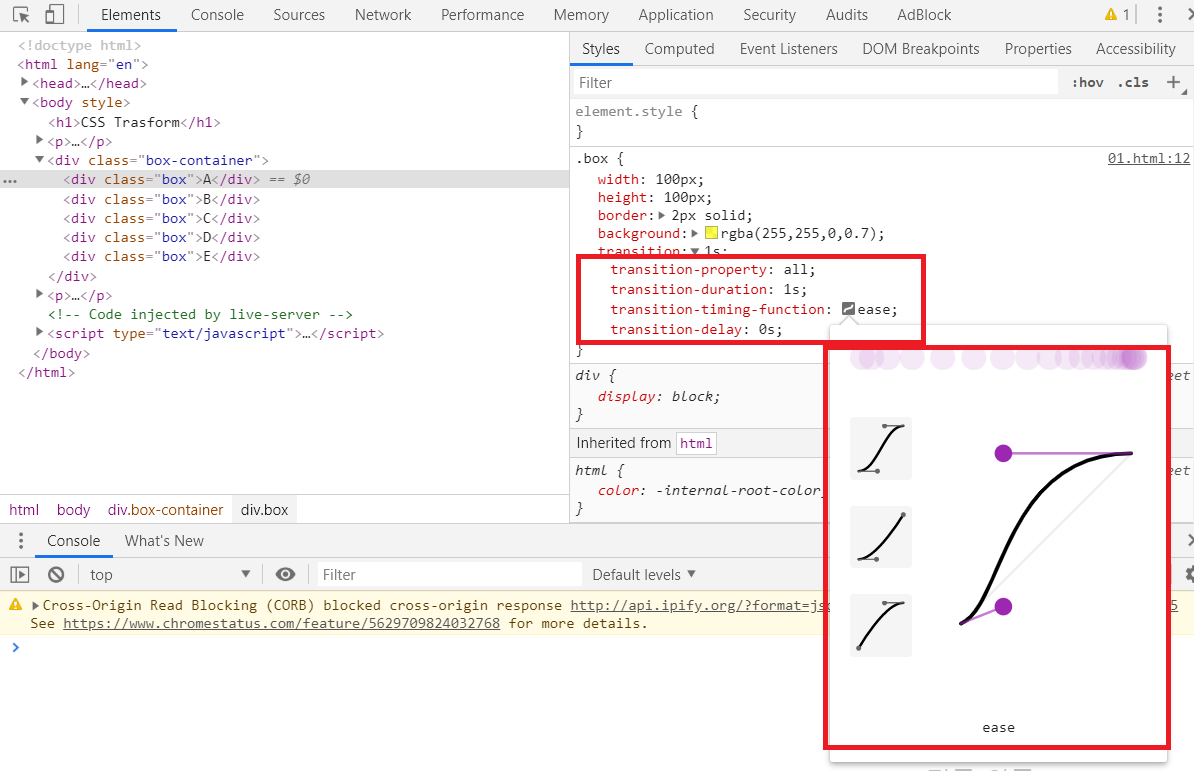 Elements Console Sources Network Performance Memory Application Security Audits AdBlock 1
<!doctype html>
<html lang="en">
<head>…</head>
<body style>
<h1>CSS Trasform</h1>
<p>…</p>
<div class="box-container">
… <div class="box">A</div> == $0
<div class="box">B</div>
<div class="box">C</div>
<div class="box">D</div>
<div class="box">E</div>
</div>
<p>…</p>
<!-- Code injected by live-server -->
<script type="text/javascript">…</script>
</body>
</html>
html body div.box-container div.box
Styles Computed Event Listeners DOM Breakpoints Properties Accessibility
Filter :hov .cls +
element.style {
}
.box { 01.html:12
width: 100px;
height: 100px;
border: 2px solid;
background: rgba(255,255,0,0.7);
transition: 1s;
transition-property: all;
transition-duration: 1s;
transition-timing-function: ease;
transition-delay: 0s;
}
div {
display: block;
}
Inherited from html
html {
color: -internal-root-color
}
ease
Console What's New
top Filter Default levels
Cross-Origin Read Blocking (CORB) blocked cross-origin response http://api.ipify.org/?format=jso
See https://www.chromestatus.com/feature/5629709824032768 for more details.